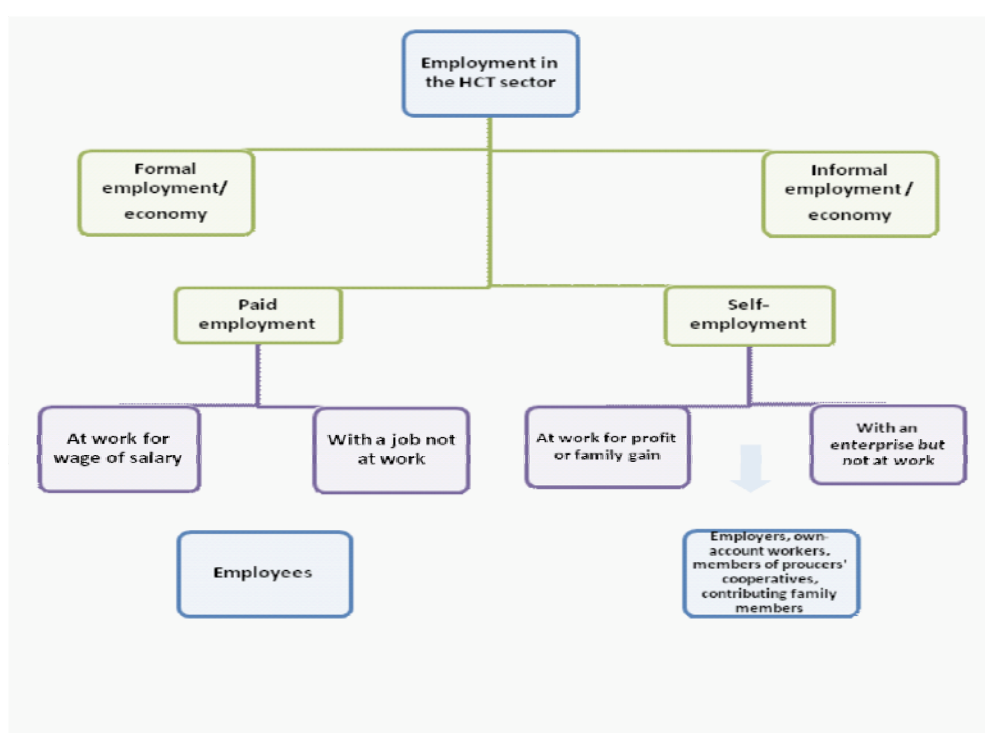 Employment in
the HCT sector
Formal
employment/
economy
Informal
employment /
economy
Paid
employment
Self-
employment
At work for
wage of salary
With a job not
at work
At work for profit
or family gain
With an
enterprise but
not at work
Employees
Employers, own-
account workers,
members of proucers'
cooperatives,
contributing family
members